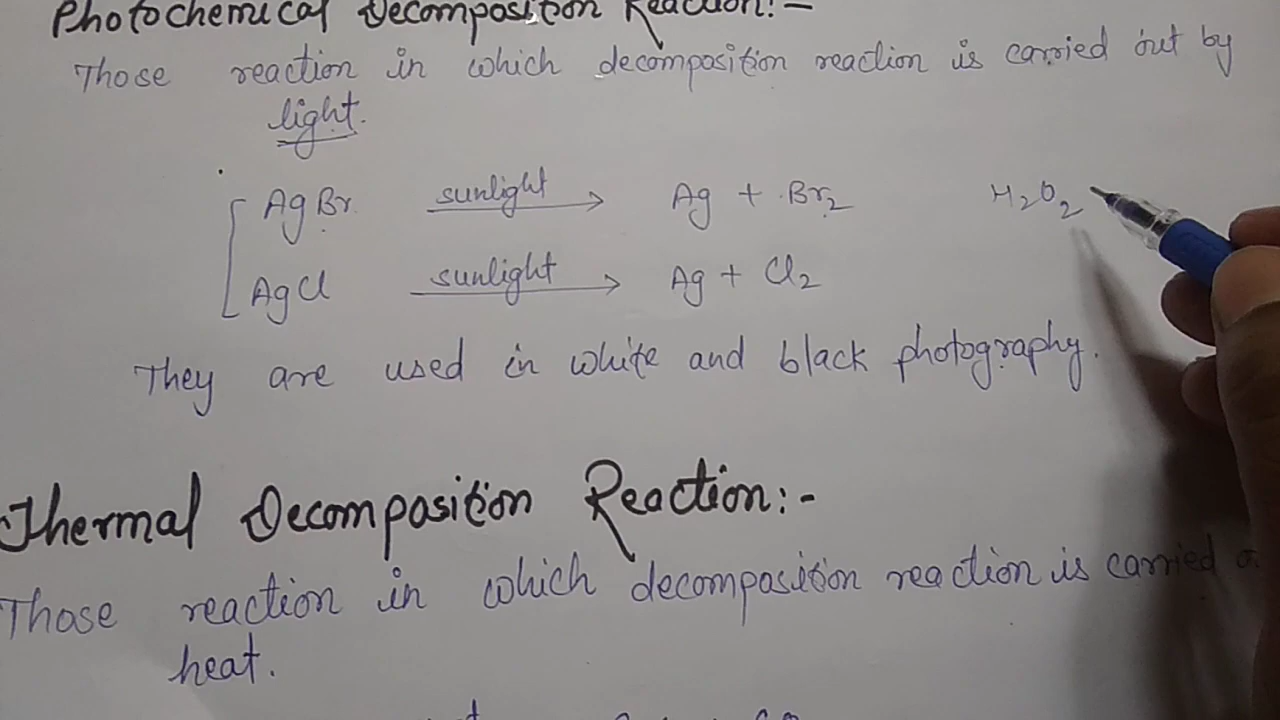 Photochemical Decomposition Reaction:-
Those reaction in which decomposition reaction is carried out by
light.
AgBr sunlight → Ag + Br₂ H₂O₂
AgCl sunlight → Ag + Cl₂
They are used in white and black photography.
Thermal Decomposition Reaction:-
Those reaction in which decomposition reaction is carried
heat.